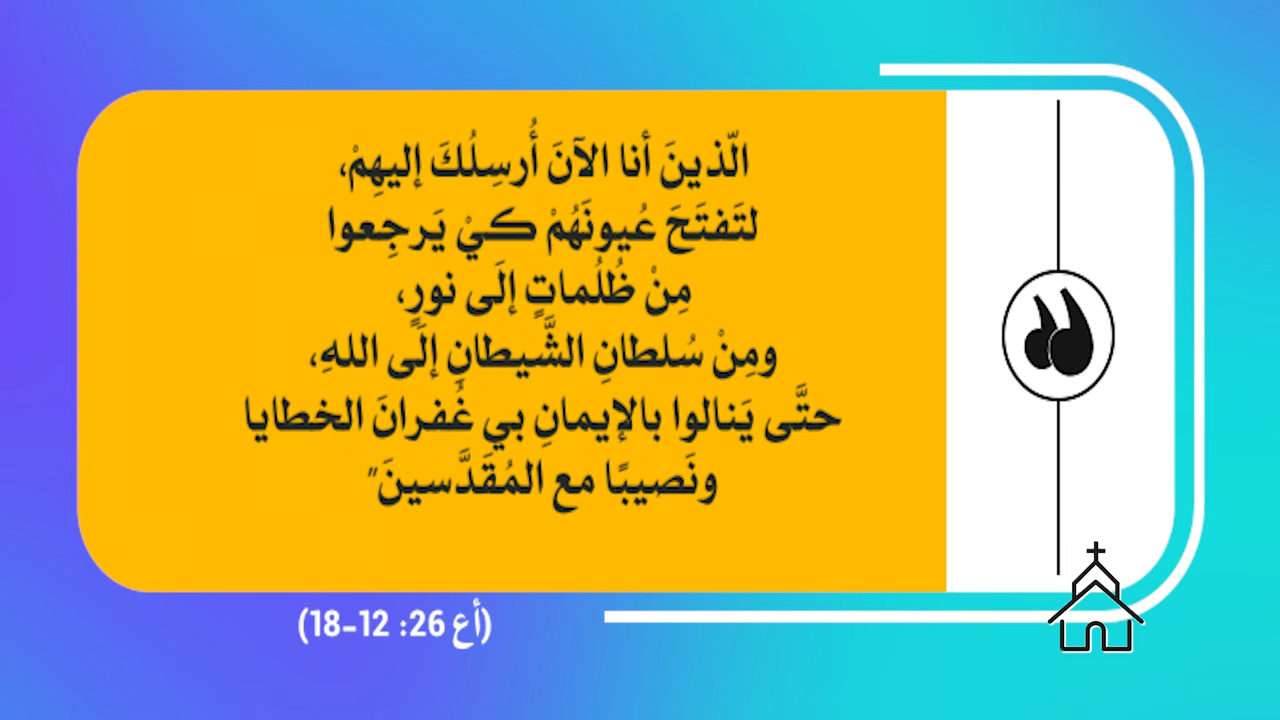 الّذينَ أنا الآنَ أُرسِلُكَ إليهِمْ،
لتَفتَحَ عُيونَهُمْ كيْ يَرجِعوا
مِنْ ظُلُماتٍ إلَى نورٍ،
ومِنْ سُلطانِ الشَّيطانِ إلَى اللهِ،
حتَّى يَنالوا بالإيمانِ بي غُفرانَ الخطايا
ونَصيبًا مع المُقَدَّسينَ"
(أع 26: 12-18)